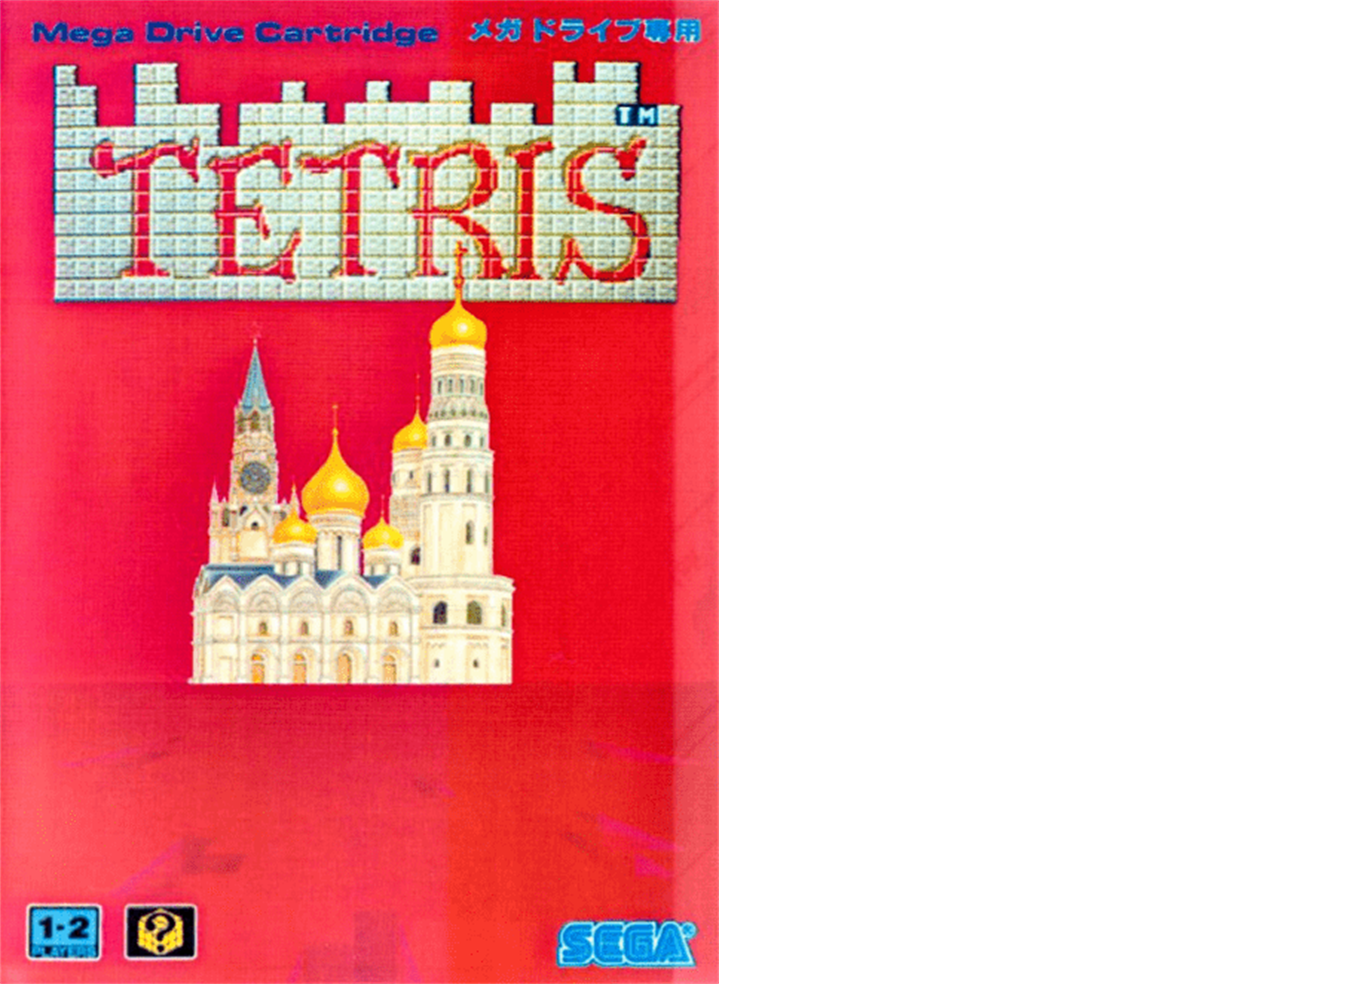 Mega Drive Cartridge メガドライブ専用
TM
TETRIS
1-2
PLAYERS
?
SEGA®